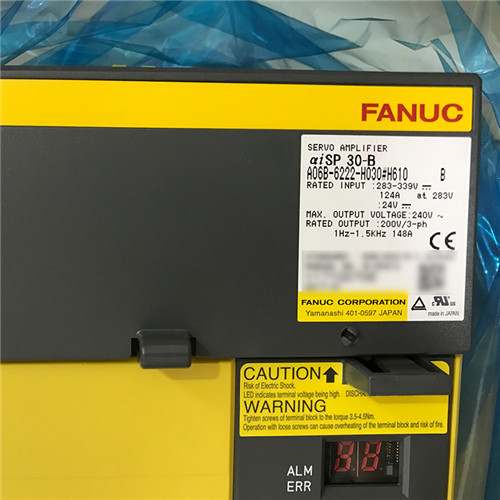 FANUC
SERVO AMPLIFIER
αiSP 30-B
A06B-6222-H030#H610 B
RATED INPUT :283-339V
124A at 283V
:24V
MAX. OUTPUT VOLTAGE:240V~
RATED OUTPUT :200V/3-ph
1Hz-1.5KHz 148A
CE
FANUC CORPORATION
Yamanashi 401-0597 JAPAN
c UL US
made in JAPAN
CAUTION
Risk of Electric Shock.
LED indicates terminal voltage being high.
WARNING
Tighten screws of terminal block to the torque 3.5-4.5Nm.
Operation with loose screws can cause overheating of the terminal block and risk of fire.
ALM
ERR